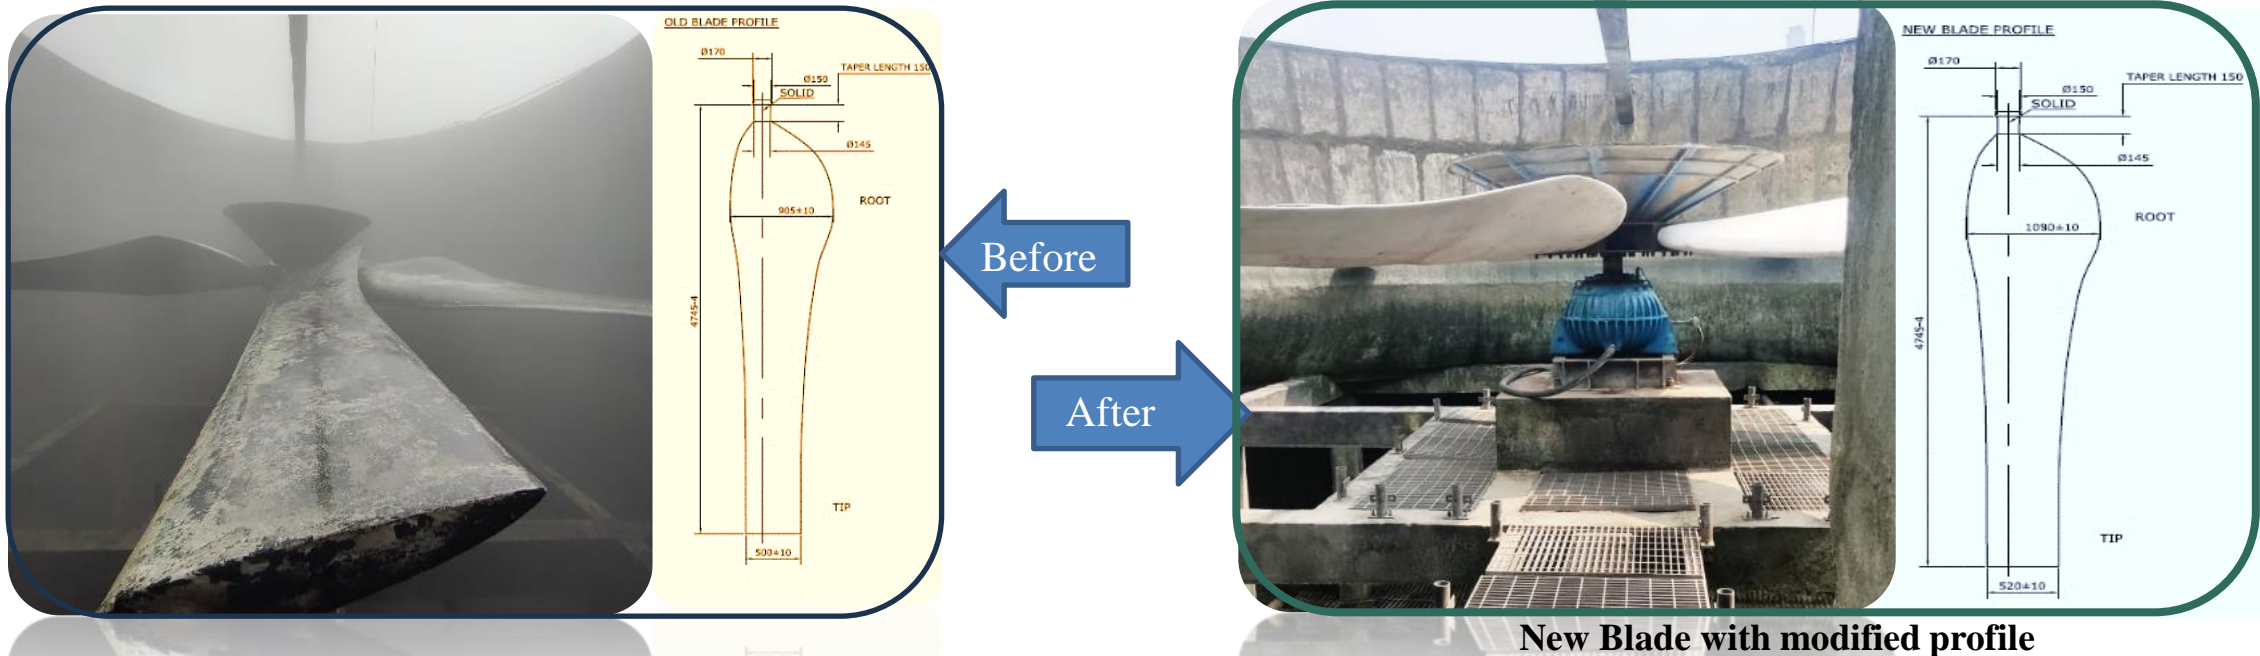 OLD BLADE PROFILE
Ø170
TAPER LENGTH 150
Ø150
SOLID
Ø145
ROOT
905±10
4745-4
TIP
500±10
Before
After
NEW BLADE PROFILE
Ø170
TAPER LENGTH 150
Ø150
SOLID
Ø145
ROOT
1080±10
4745-4
TIP
520±10
New Blade with modified profile